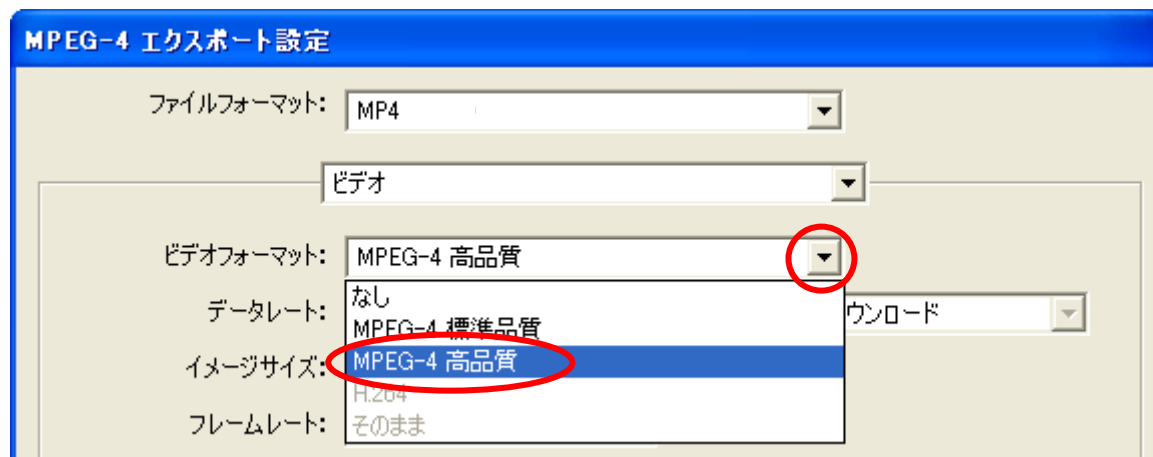 MPEG-4 エクスポート設定
ファイルフォーマット: MP4
ビデオ
ビデオフォーマット: MPEG-4 高品質
なし
データレート: ウンロード
MPEG-4 標準品質
イメージサイズ: MPEG-4 高品質
H.264
フレームレート: そのまま